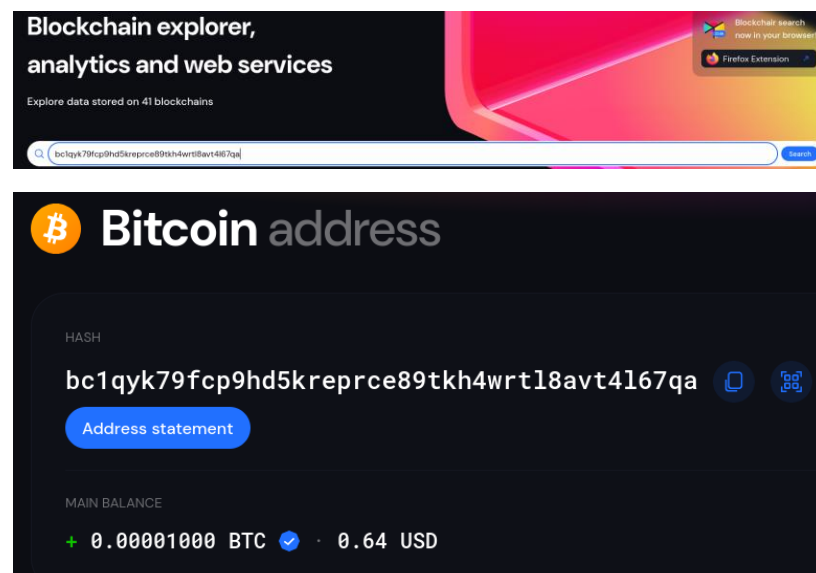 Blockchain explorer,
analytics and web services
Explore data stored on 41 blockchains
Blockchair search
now in your browser!
Firefox Extension
bc1qyk79fcp9hd5kreprce89tkh4wrtl8avt4l67qa
Search
Bitcoin address
HASH
bc1qyk79fcp9hd5kreprce89tkh4wrtl8avt4l67qa
Address statement
MAIN BALANCE
+ 0.00001000 BTC · 0.64 USD